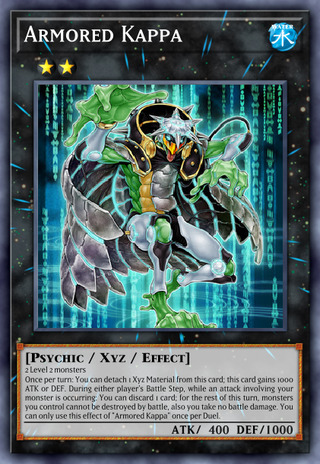 ARMORED KAPPA
WATER
水
[PSYCHIC / XYZ / EFFECT]
2 Level 2 monsters
Once per turn: You can detach 1 Xyz Material from this card; this card gains 1000
ATK or DEF. During either player's Battle Step, while an attack involving your
monster is occurring: You can discard 1 card; for the rest of this turn, monsters
you control cannot be destroyed by battle, also you take no battle damage. You
can only use this effect of "Armored Kappa" once per Duel.
ATK/ 400 DEF/1000